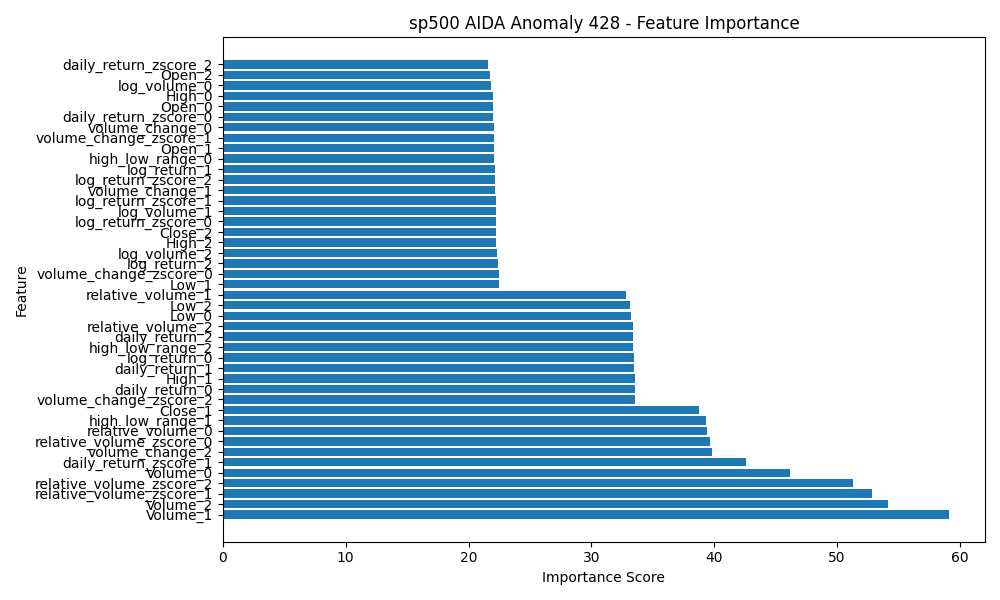 sp500 AIDA Anomaly 428 - Feature Importance
daily_return_zscore_2
Open_2
log_volume_0
High_0
Open_0
daily_return_zscore_0
volume_change_0
volume_change_zscore_1
Open_1
high_low_range_0
log_return_1
log_return_zscore_2
volume_change_1
log_return_zscore_1
log_volume_1
log_return_zscore_0
Close_2
High_2
log_volume_2
log_return_2
volume_change_zscore_0
Low_1
relative_volume_1
Low_2
Low_0
relative_volume_2
daily_return_2
high_low_range_2
log_return_0
daily_return_1
High_1
daily_return_0
volume_change_zscore_2
Close_1
high_low_range_1
relative_volume_0
relative_volume_zscore_0
volume_change_2
daily_return_zscore_1
Volume_0
relative_volume_zscore_2
relative_volume_zscore_1
Volume_2
Volume_1
Feature
0 10 20 30 40 50 60
Importance Score